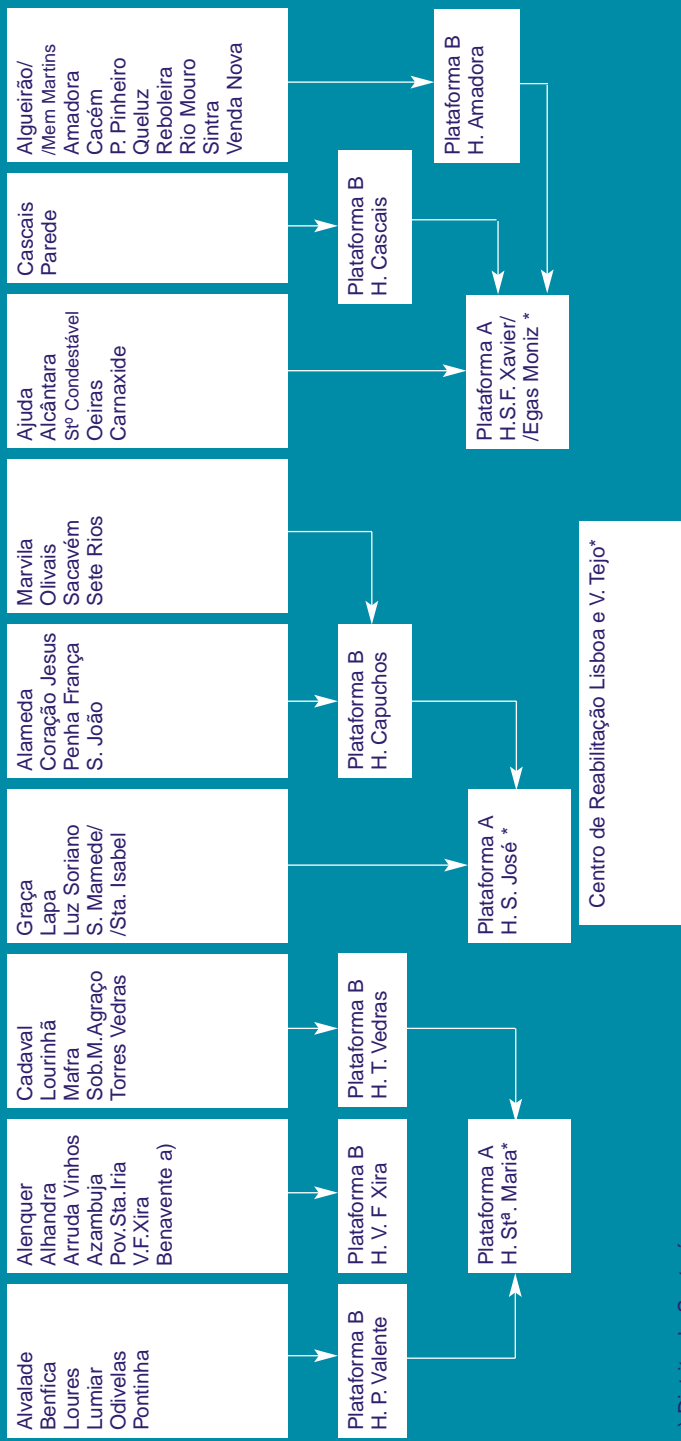 Alvalade
Benfica
Loures
Lumiar
Odivelas
Pontinha
Alenquer
Alhandra
Arruda Vinhos
Azambuja
Pov.Sta.Iria
V.F.Xira
Benavente a)
Cadaval
Lourinhã
Mafra
Sob.M.Agraço
Torres Vedras
Graça
Lapa
Luz Soriano
S. Mamede/
/Sta. Isabel
Alameda
Coração Jesus
Penha França
S. João
Marvila
Olivais
Sacavém
Sete Rios
Ajuda
Alcântara
Stº Condestável
Oeiras
Carnaxide
Cascais
Parede
Algueirão/
/Mem Martins
Amadora
Cacém
P. Pinheiro
Queluz
Reboleira
Rio Mouro
Sintra
Venda Nova
Plataforma B
H. P. Valente
Plataforma B
H. V. F Xira
Plataforma B
H. T. Vedras
Plataforma B
H. Capuchos
Plataforma B
H. Cascais
Plataforma B
H. Amadora
Plataforma A
H. Stª. Maria*
Plataforma A
H. S. José *
Plataforma A
H.S.F. Xavier/
/Egas Moniz *
Centro de Reabilitação Lisboa e V. Tejo*